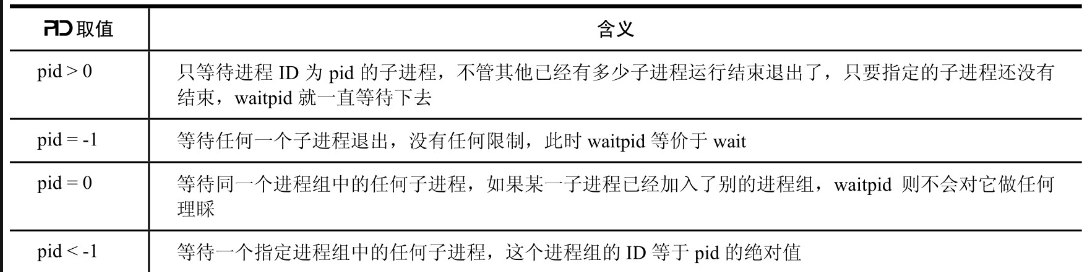 PID 取值 含义
pid > 0 只等待进程 ID 为 pid 的子进程，不管其他已经有多少子进程运行结束退出了，只要指定的子进程还没有
结束，waitpid 就一直等待下去
pid = -1 等待任何一个子进程退出，没有任何限制，此时 waitpid 等价于 wait
pid = 0 等待同一个进程组中的任何子进程，如果某一子进程已经加入了别的进程组，waitpid 则不会对它做任何
理睬
pid < -1 等待一个指定进程组中的任何子进程，这个进程组的 ID 等于 pid 的绝对值